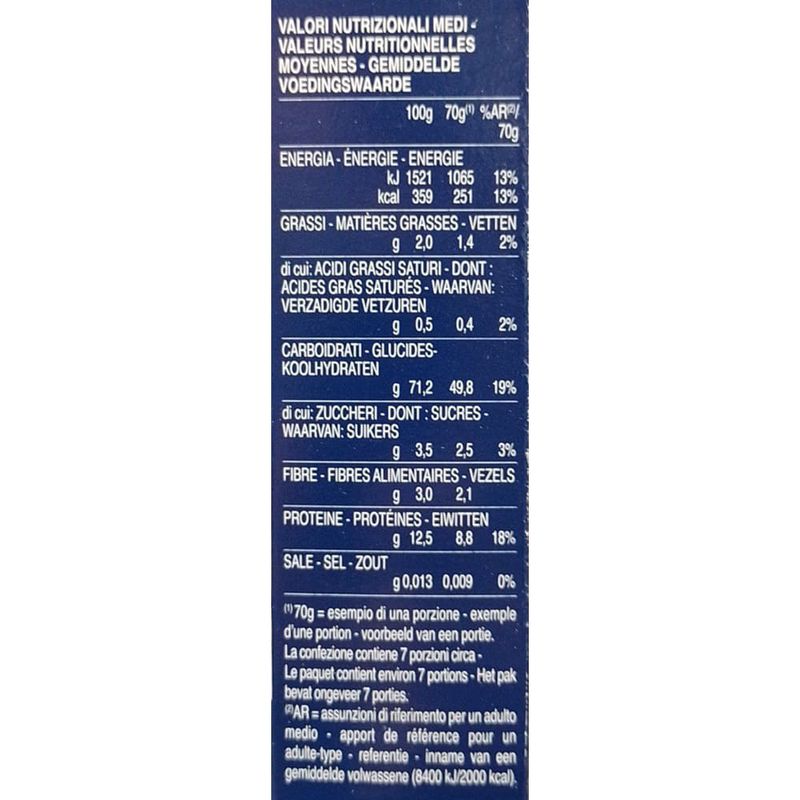 VALORI NUTRIZIONALI MEDI -
VALEURS NUTRITIONNELLES
MOYENNES - GEMIDDELDE
VOEDINGSWAARDE
100g 70g⁽¹⁾ %AR⁽²⁾/
70g
ENERGIA - ÉNERGIE - ENERGIE
kJ 1521 1065 13%
kcal 359 251 13%
GRASSI - MATIÈRES GRASSES - VETTEN
g 2,0 1,4 2%
di cui: ACIDI GRASSI SATURI - DONT :
ACIDES GRAS SATURÉS - WAARVAN:
VERZADIGDE VETZUREN
g 0,5 0,4 2%
CARBOIDRATI - GLUCIDES-
KOOLHYDRATEN
g 71,2 49,8 19%
di cui: ZUCCHERI - DONT : SUCRES -
WAARVAN: SUIKERS
g 3,5 2,5 3%
FIBRE - FIBRES ALIMENTAIRES - VEZELS
g 3,0 2,1
PROTEINE - PROTÉINES - EIWITTEN
g 12,5 8,8 18%
SALE - SEL - ZOUT
g 0,013 0,009 0%
⁽¹⁾70g = esempio di una porzione - exemple
d'une portion - voorbeeld van een portie.
La confezione contiene 7 porzioni circa -
Le paquet contient environ 7 portions - Het pak
bevat ongeveer 7 porties.
⁽²⁾AR = assunzioni di riferimento per un adulto
medio - apport de référence pour un
adulte-type - referentie - inname van een
gemiddelde volwassene (8400 kJ/2000 kcal).